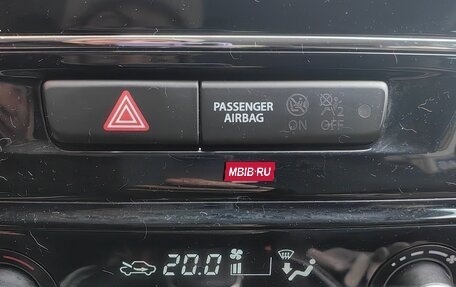 PASSENGER
AIRBAG
ON OFF
MBIB.RU
20.0